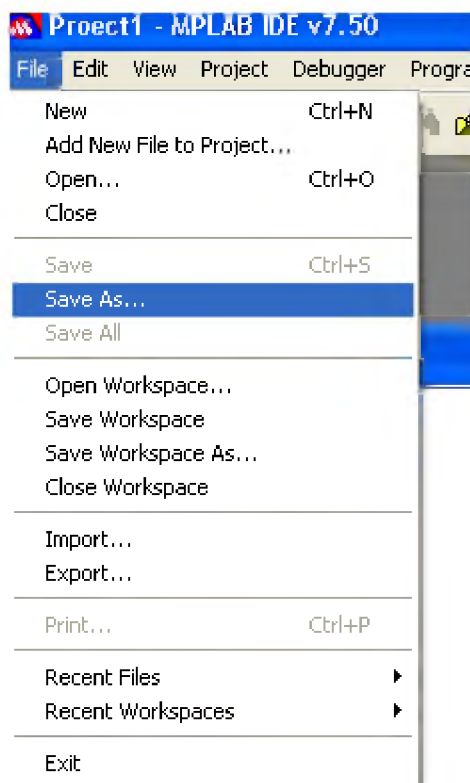 Proect1 - MPLAB IDE v7.50
File Edit View Project Debugger Progra
New Ctrl+N
Add New File to Project...
Open... Ctrl+O
Close
Save Ctrl+S
Save As...
Save All
Open Workspace...
Save Workspace
Save Workspace As...
Close Workspace
Import...
Export...
Print... Ctrl+P
Recent Files
Recent Workspaces
Exit